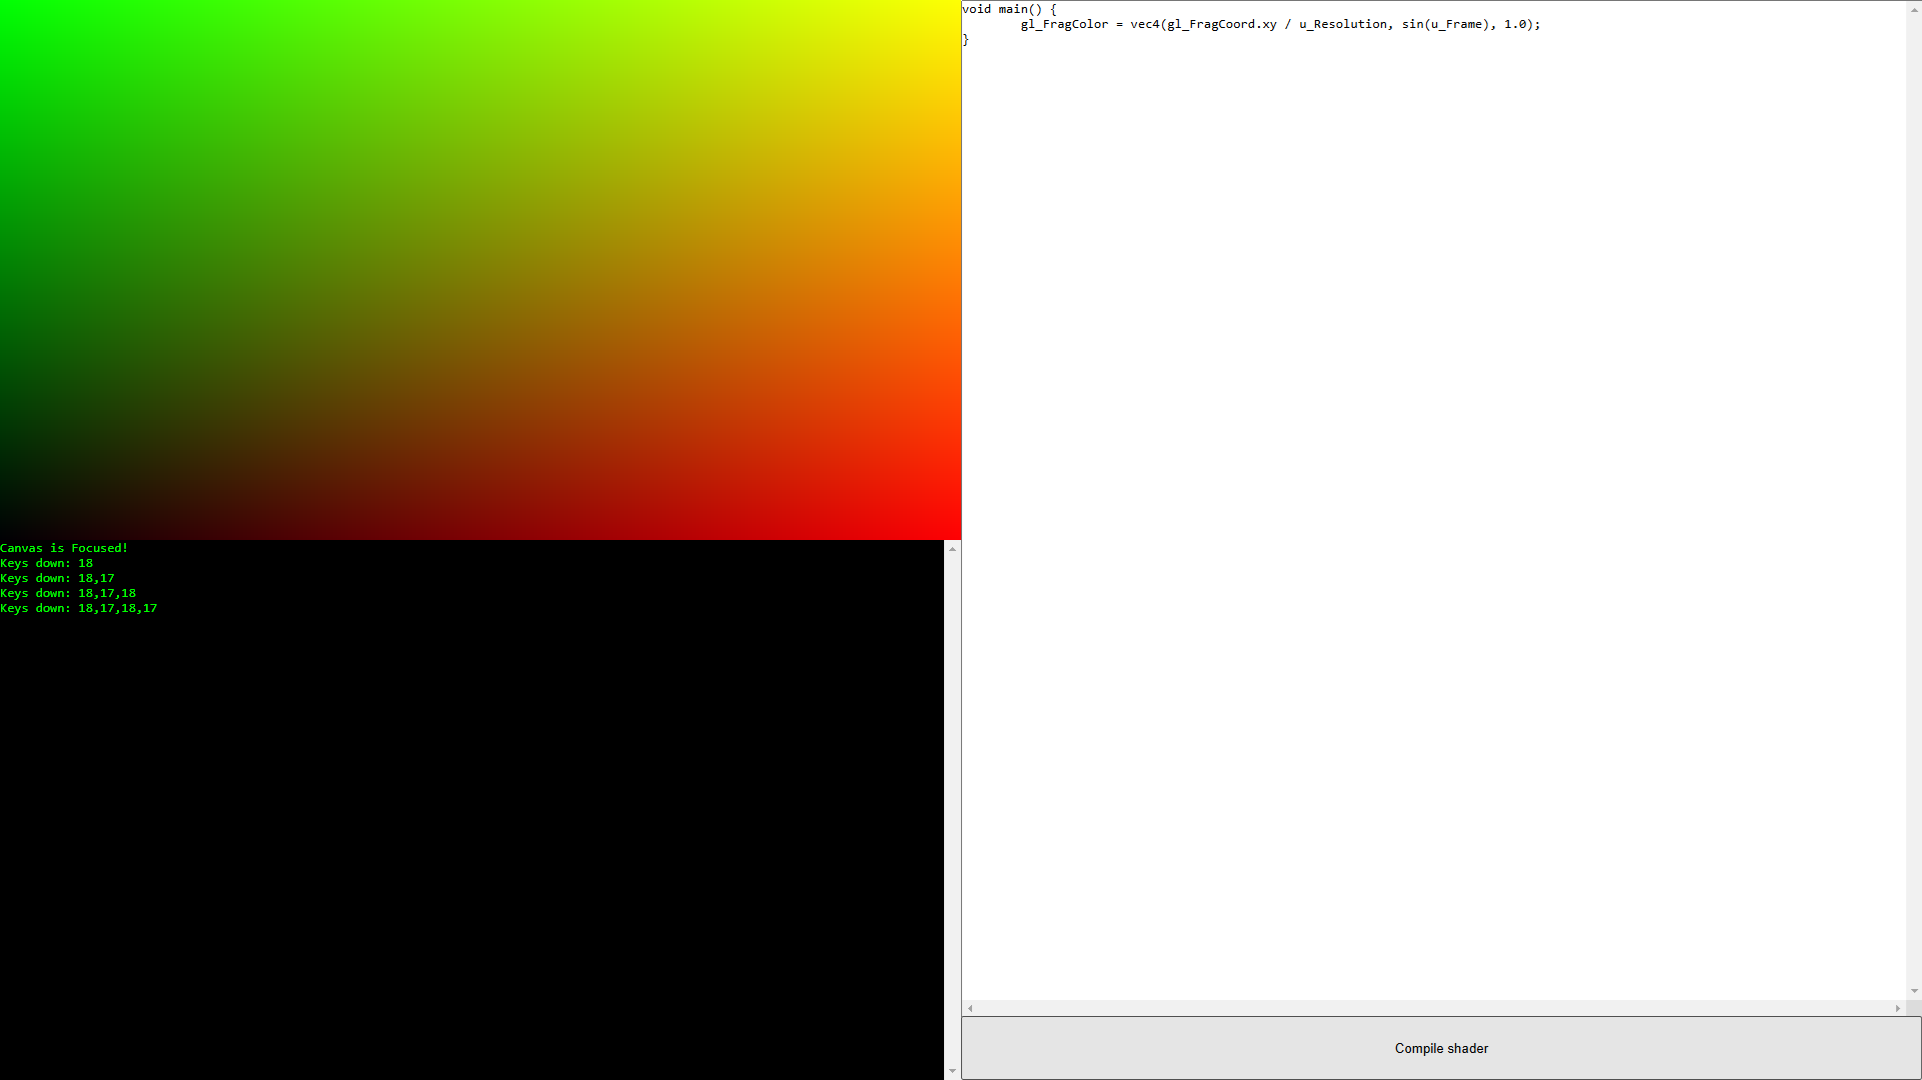 void main() {
	gl_FragColor = vec4(gl_FragCoord.xy / u_Resolution, sin(u_Frame), 1.0);
}
Canvas is Focused!
Keys down: 18
Keys down: 18,17
Keys down: 18,17,18
Keys down: 18,17,18,17
Compile shader